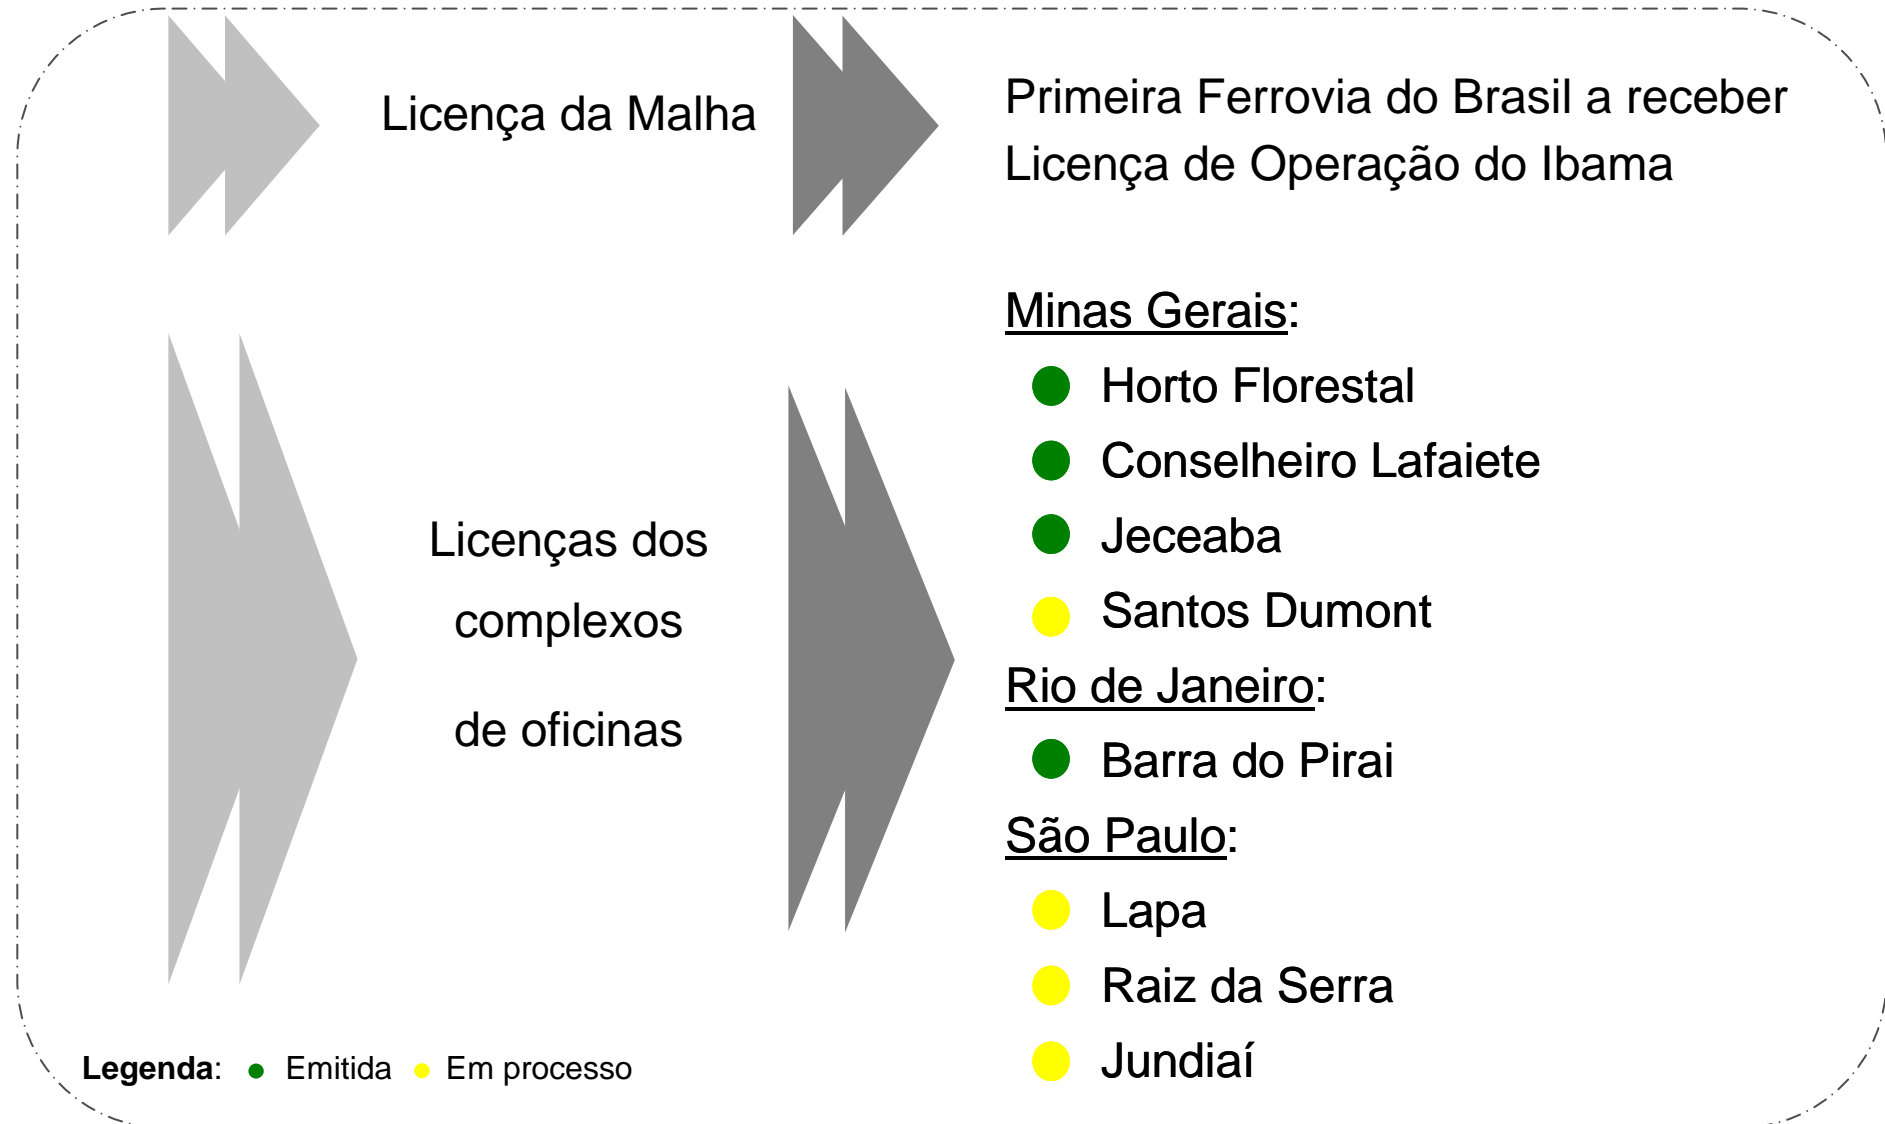 Licença da Malha
Primeira Ferrovia do Brasil a receber
Licença de Operação do Ibama
Licenças dos
complexos
de oficinas
Minas Gerais:
Horto Florestal
Conselheiro Lafaiete
Jeceaba
Santos Dumont
Rio de Janeiro:
Barra do Pirai
São Paulo:
Lapa
Raiz da Serra
Jundiaí
Legenda: Emitida Em processo